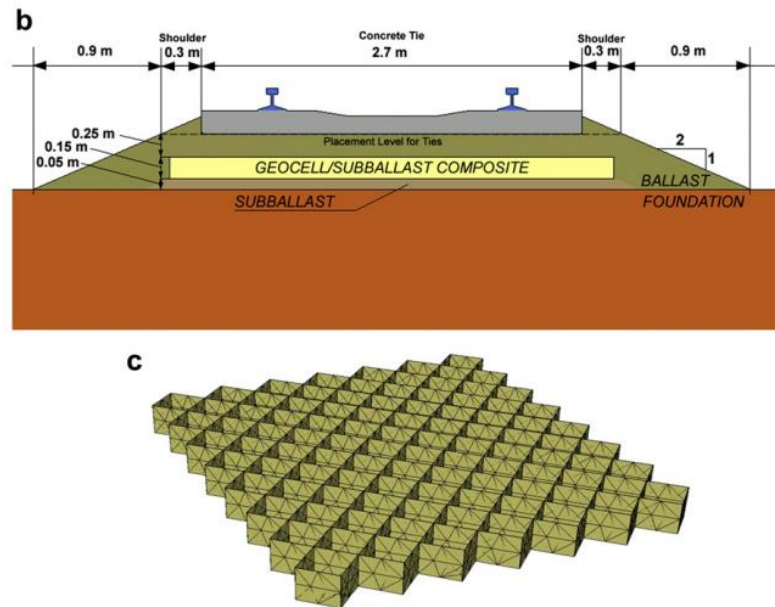 b
Shoulder Concrete Tie Shoulder
0.9 m 0.3 m 2.7 m 0.3 m 0.9 m
0.25 m
Placement Level for Ties
2
0.15 m
1
GEOCELL/SUBBALLAST COMPOSITE
0.05 m
BALLAST
SUBBALLAST
FOUNDATION
c